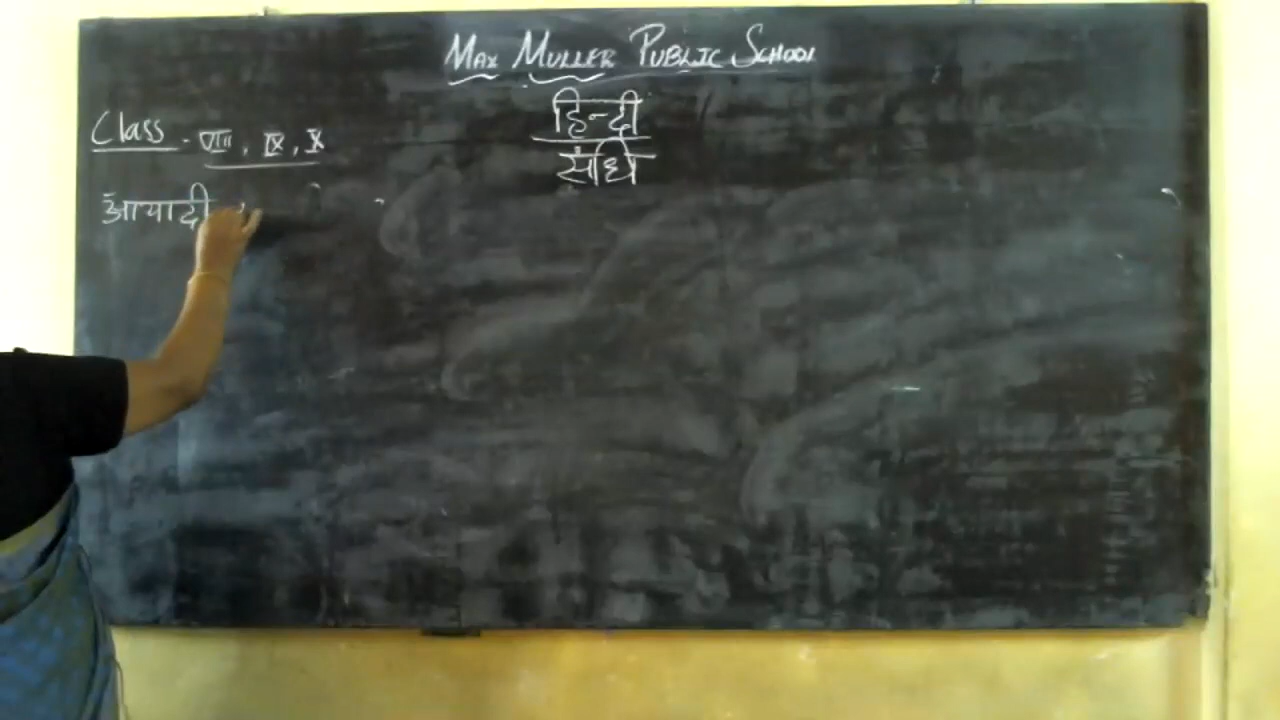 MAX MULLER PUBLIC SCHOOL
हिन्दी
संधि
Class - VIII, IX, X
आयादी